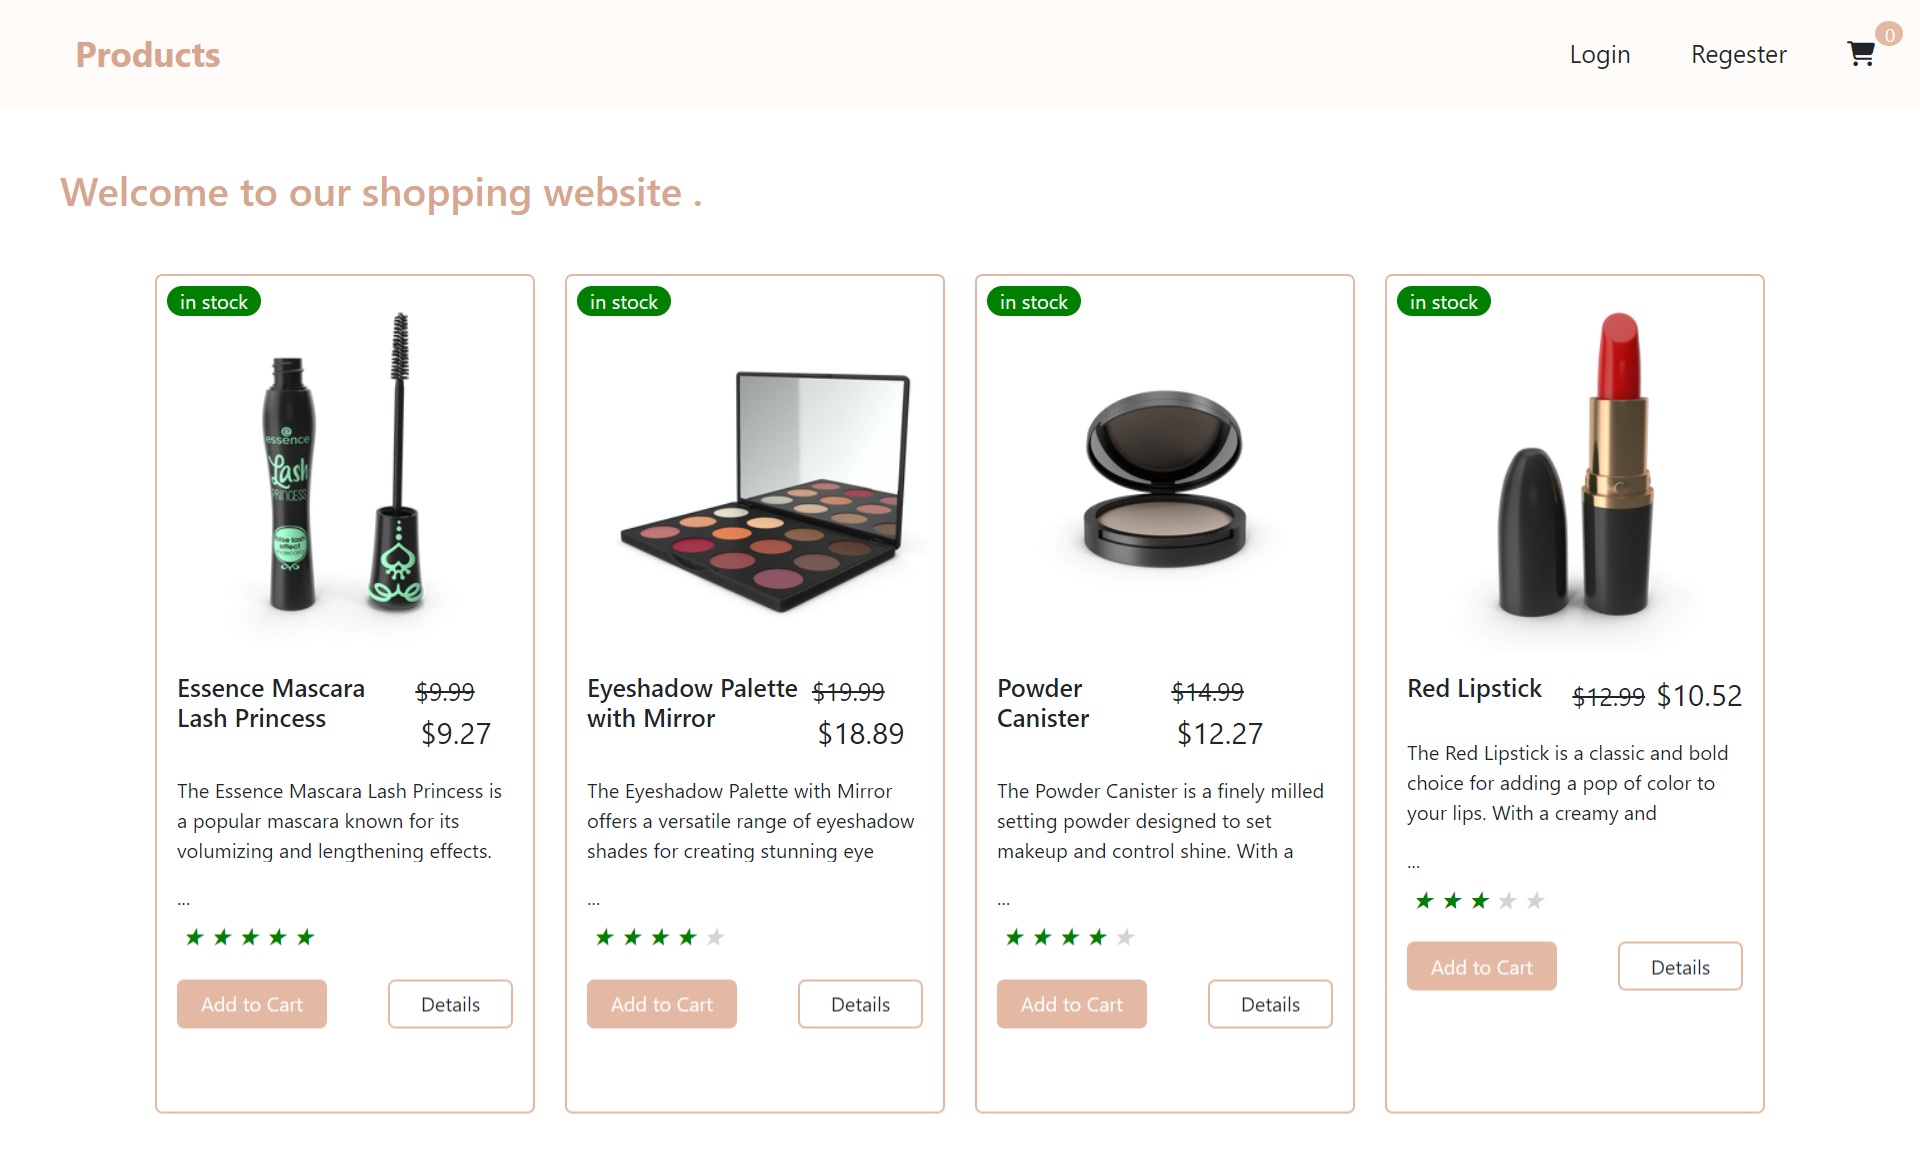 Products
Login
Regester
0
Welcome to our shopping website .
in stock
essence
Lash
PRINCESS
false lash
effect
mascara
Essence Mascara
Lash Princess
$9.99
$9.27
The Essence Mascara Lash Princess is
a popular mascara known for its
volumizing and lengthening effects.
...
Add to Cart
Details
in stock
Eyeshadow Palette
with Mirror
$19.99
$18.89
The Eyeshadow Palette with Mirror
offers a versatile range of eyeshadow
shades for creating stunning eye
...
Add to Cart
Details
in stock
Powder
Canister
$14.99
$12.27
The Powder Canister is a finely milled
setting powder designed to set
makeup and control shine. With a
...
Add to Cart
Details
in stock
Red Lipstick
$12.99 $10.52
The Red Lipstick is a classic and bold
choice for adding a pop of color to
your lips. With a creamy and
...
Add to Cart
Details